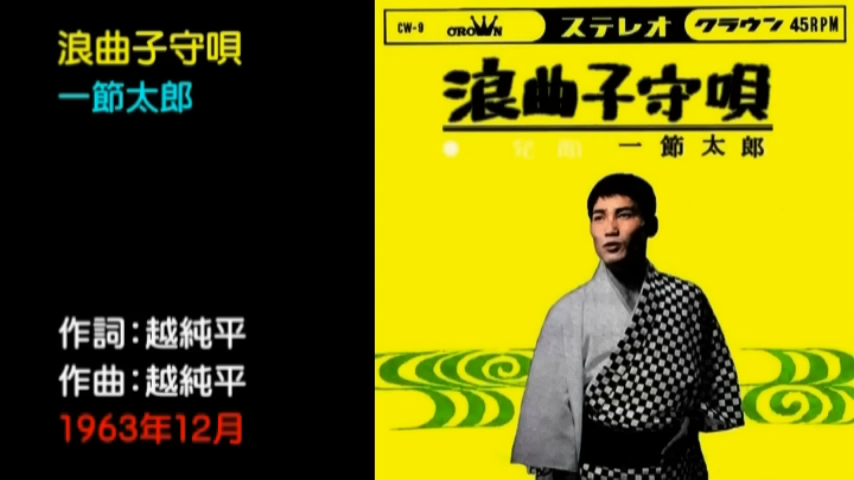 浪曲子守唄
一節太郎
作詞：越純平
作曲：越純平
1963年12月
CW-9 CROWN ステレオ クラウン 45RPM
浪曲子守唄
一節太郎